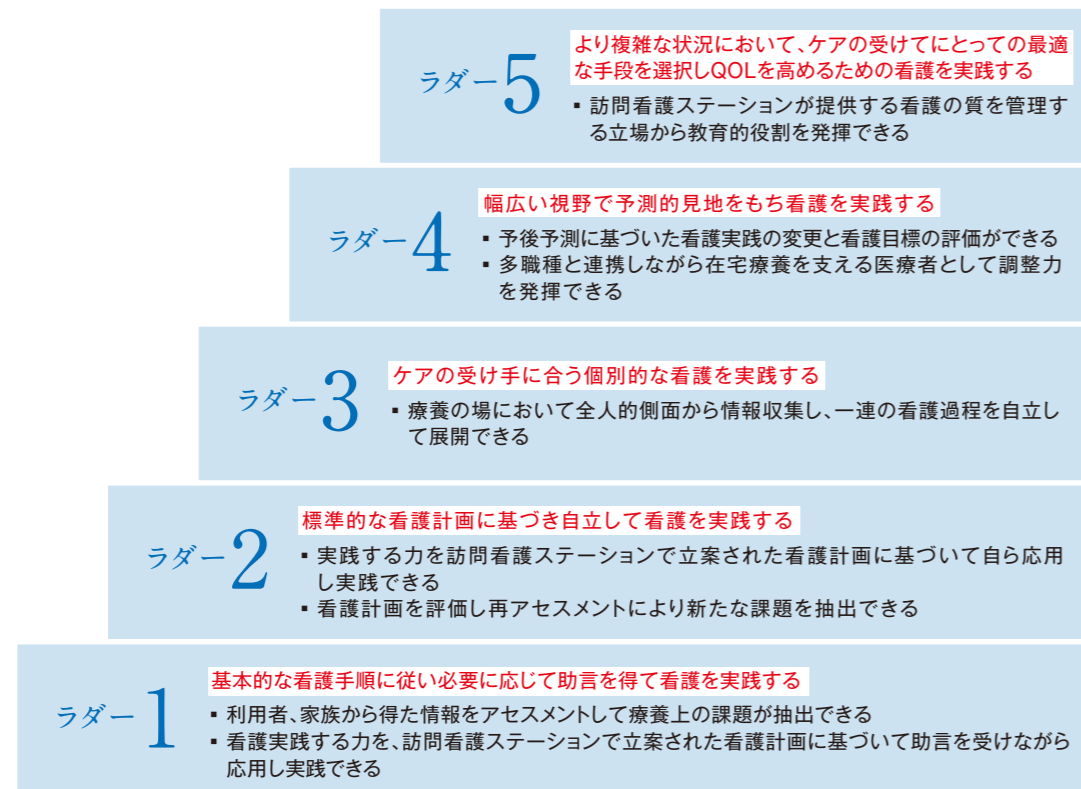 ラダー5
より複雑な状況において、ケアの受けてにとっての最適
な手段を選択しQOLを高めるための看護を実践する
▪ 訪問看護ステーションが提供する看護の質を管理す
る立場から教育的役割を発揮できる
ラダー4
幅広い視野で予測的見地をもち看護を実践する
▪ 予後予測に基づいた看護実践の変更と看護目標の評価ができる
▪ 多職種と連携しながら在宅療養を支える医療者として調整力
を発揮できる
ラダー3
ケアの受け手に合う個別的な看護を実践する
▪ 療養の場において全人的側面から情報収集し、一連の看護過程を自立し
て展開できる
ラダー2
標準的な看護計画に基づき自立して看護を実践する
▪ 実践する力を訪問看護ステーションで立案された看護計画に基づいて自ら応用
し実践できる
▪ 看護計画を評価し再アセスメントにより新たな課題を抽出できる
ラダー1
基本的な看護手順に従い必要に応じて助言を得て看護を実践する
▪ 利用者、家族から得た情報をアセスメントして療養上の課題が抽出できる
▪ 看護実践する力を、訪問看護ステーションで立案された看護計画に基づいて助言を受けながら
応用し実践できる